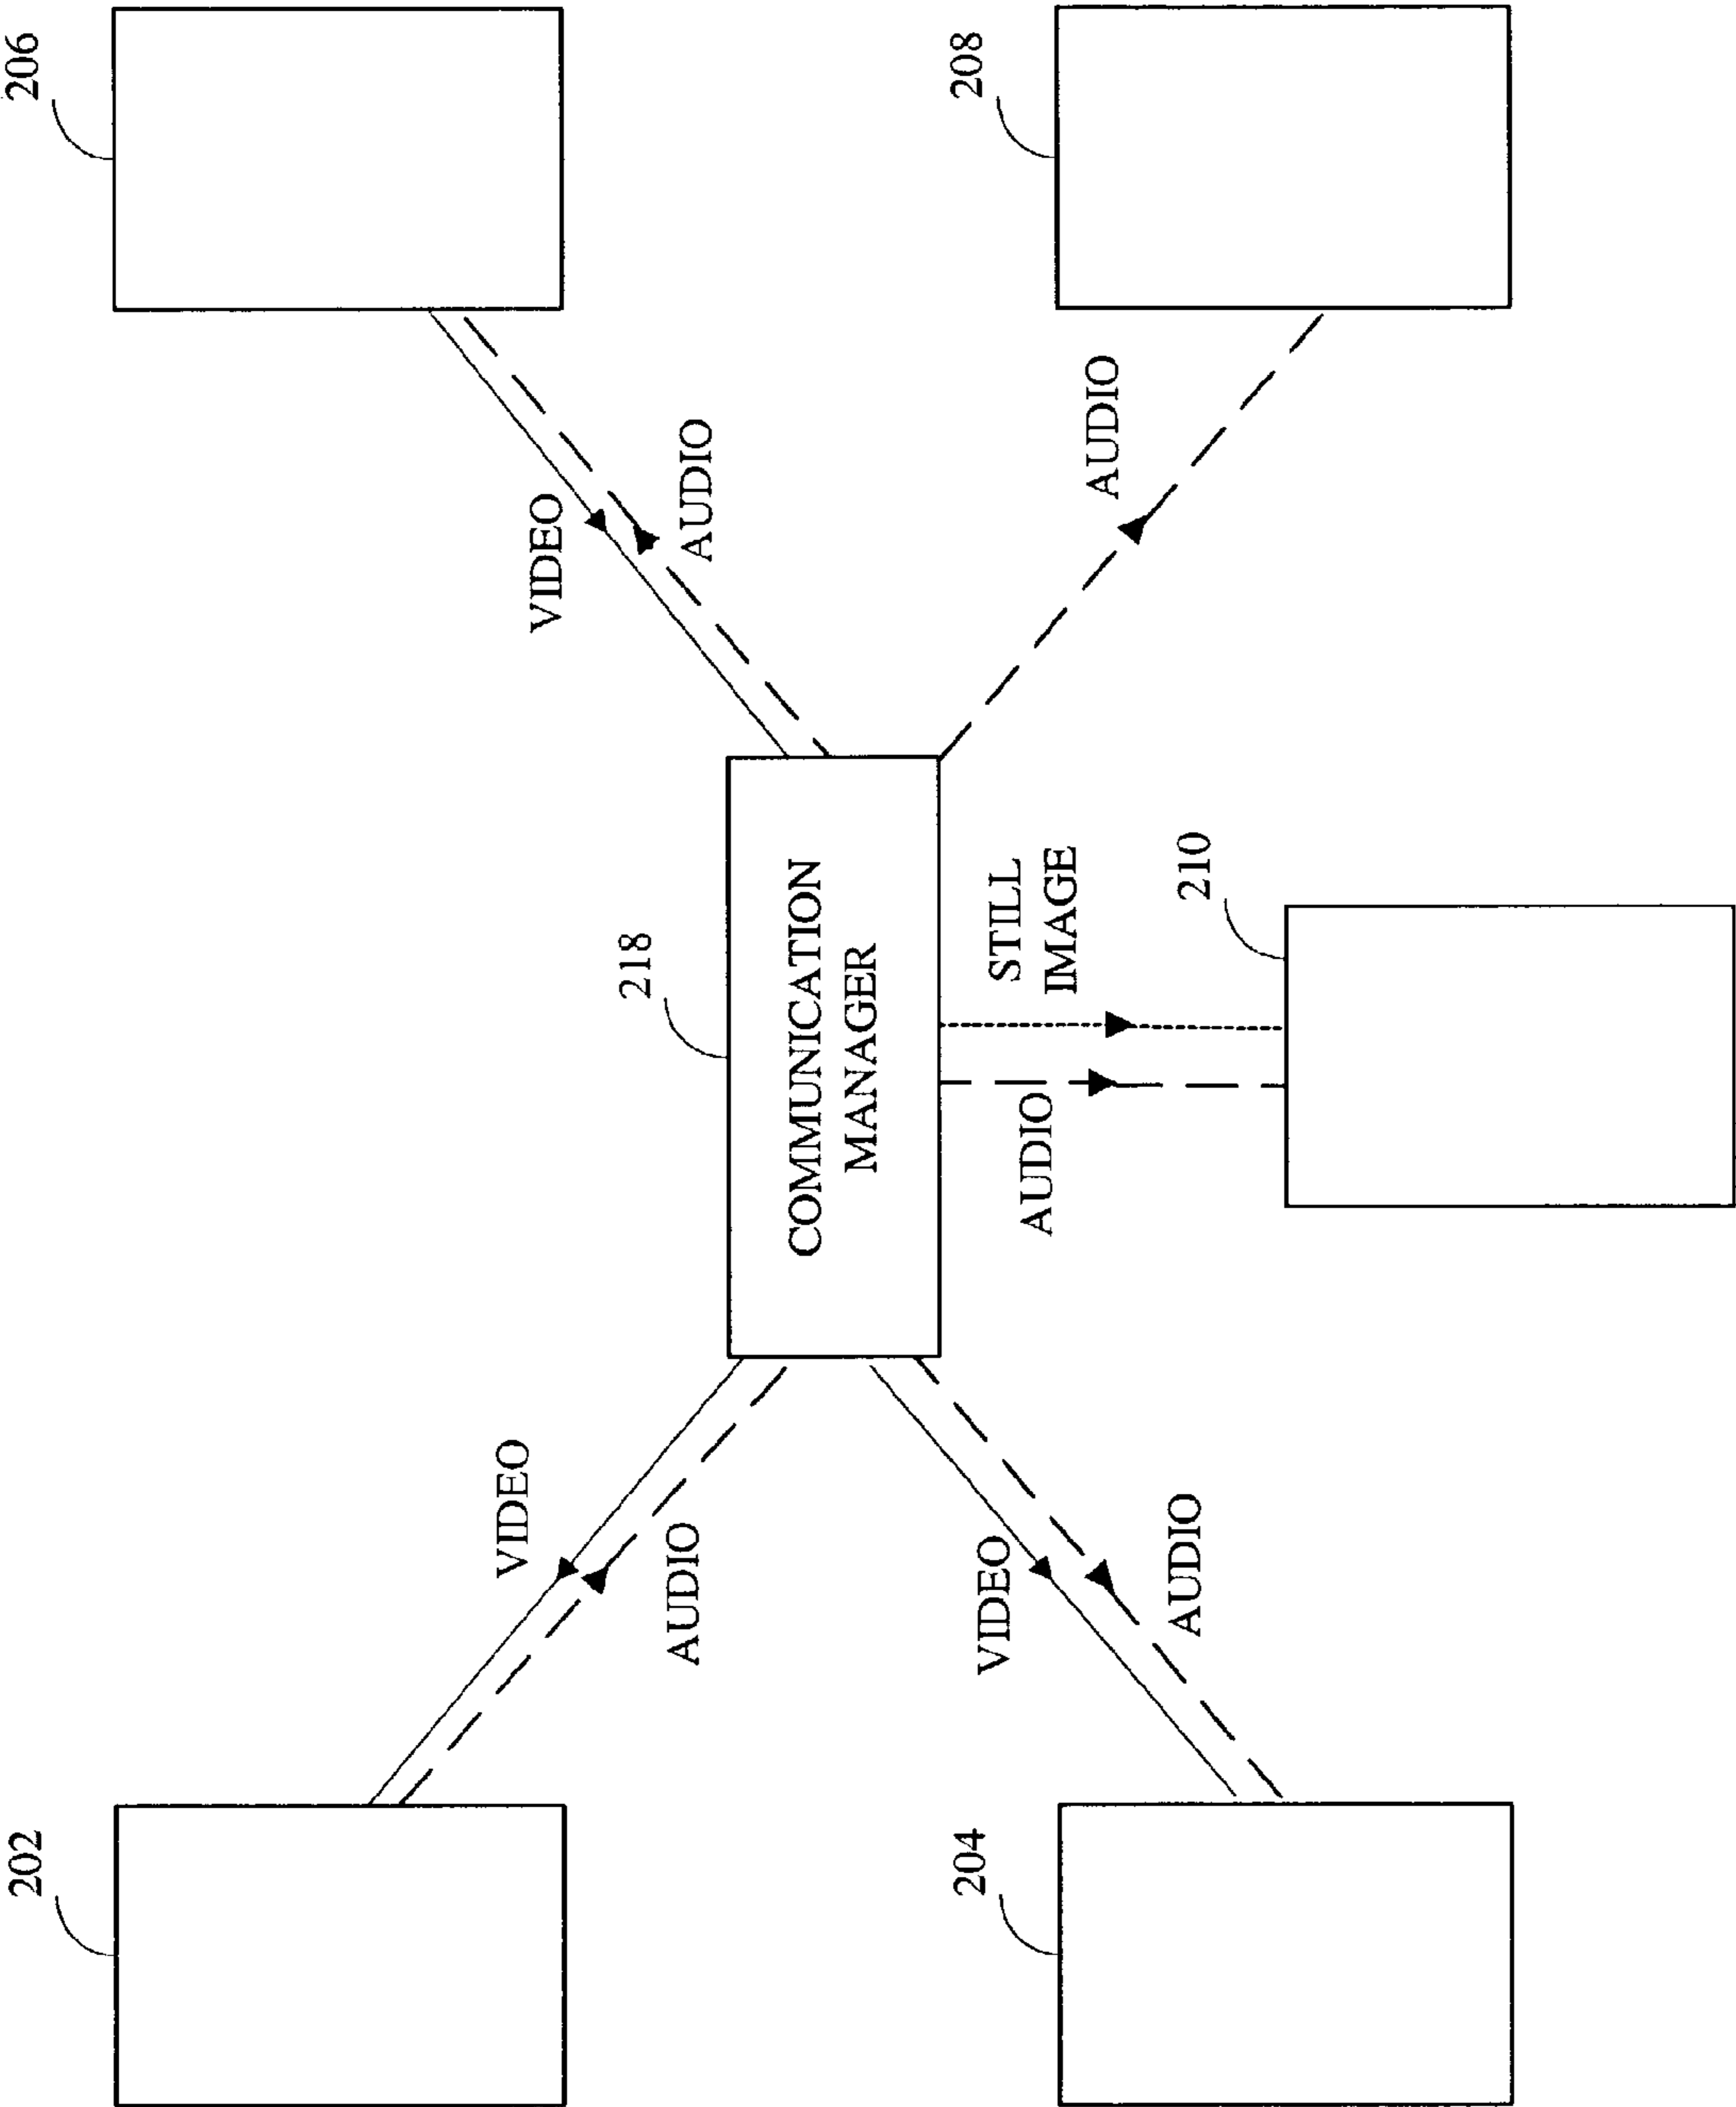 202
206
VIDEO
VIDEO
218
AUDIO
AUDIO
COMMUNICATION
MANAGER
204
208
VIDEO
AUDIO
STILL
IMAGE
AUDIO
AUDIO
210